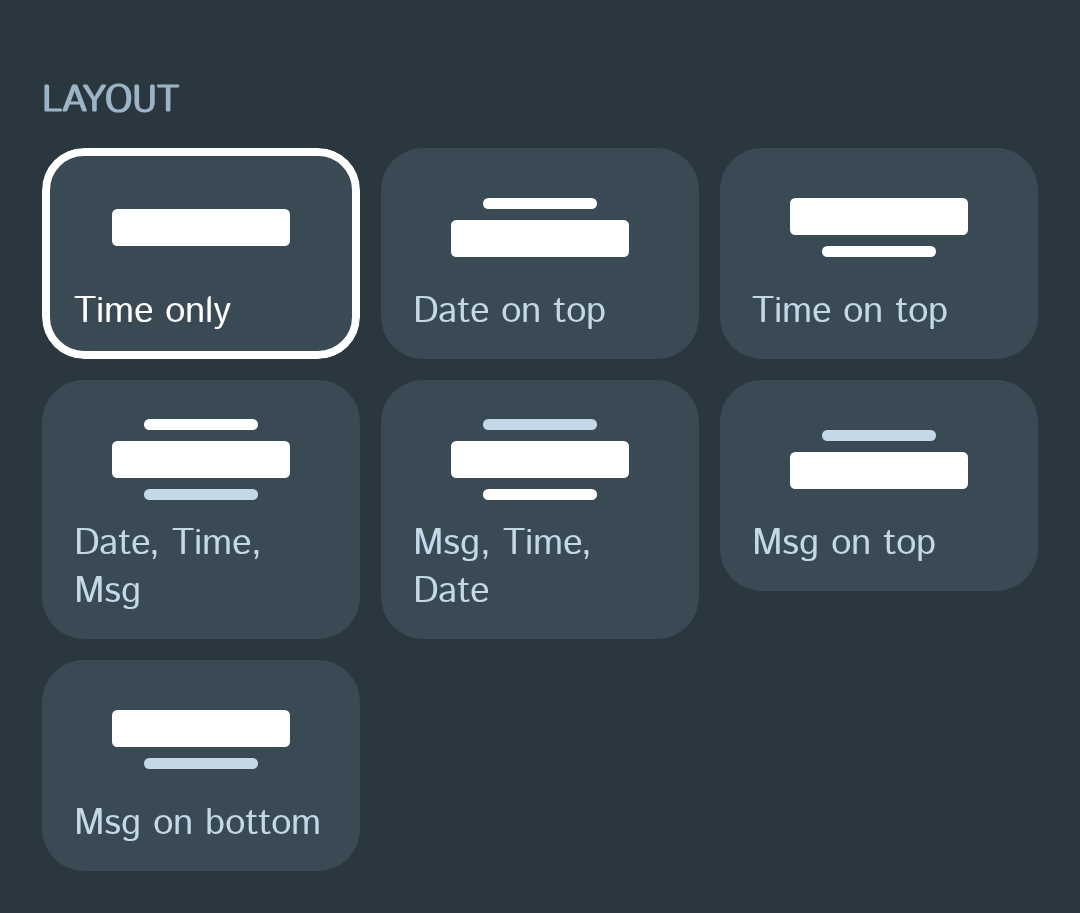 LAYOUT
Time only
Date on top
Time on top
Date, Time,
Msg
Msg, Time,
Date
Msg on top
Msg on bottom